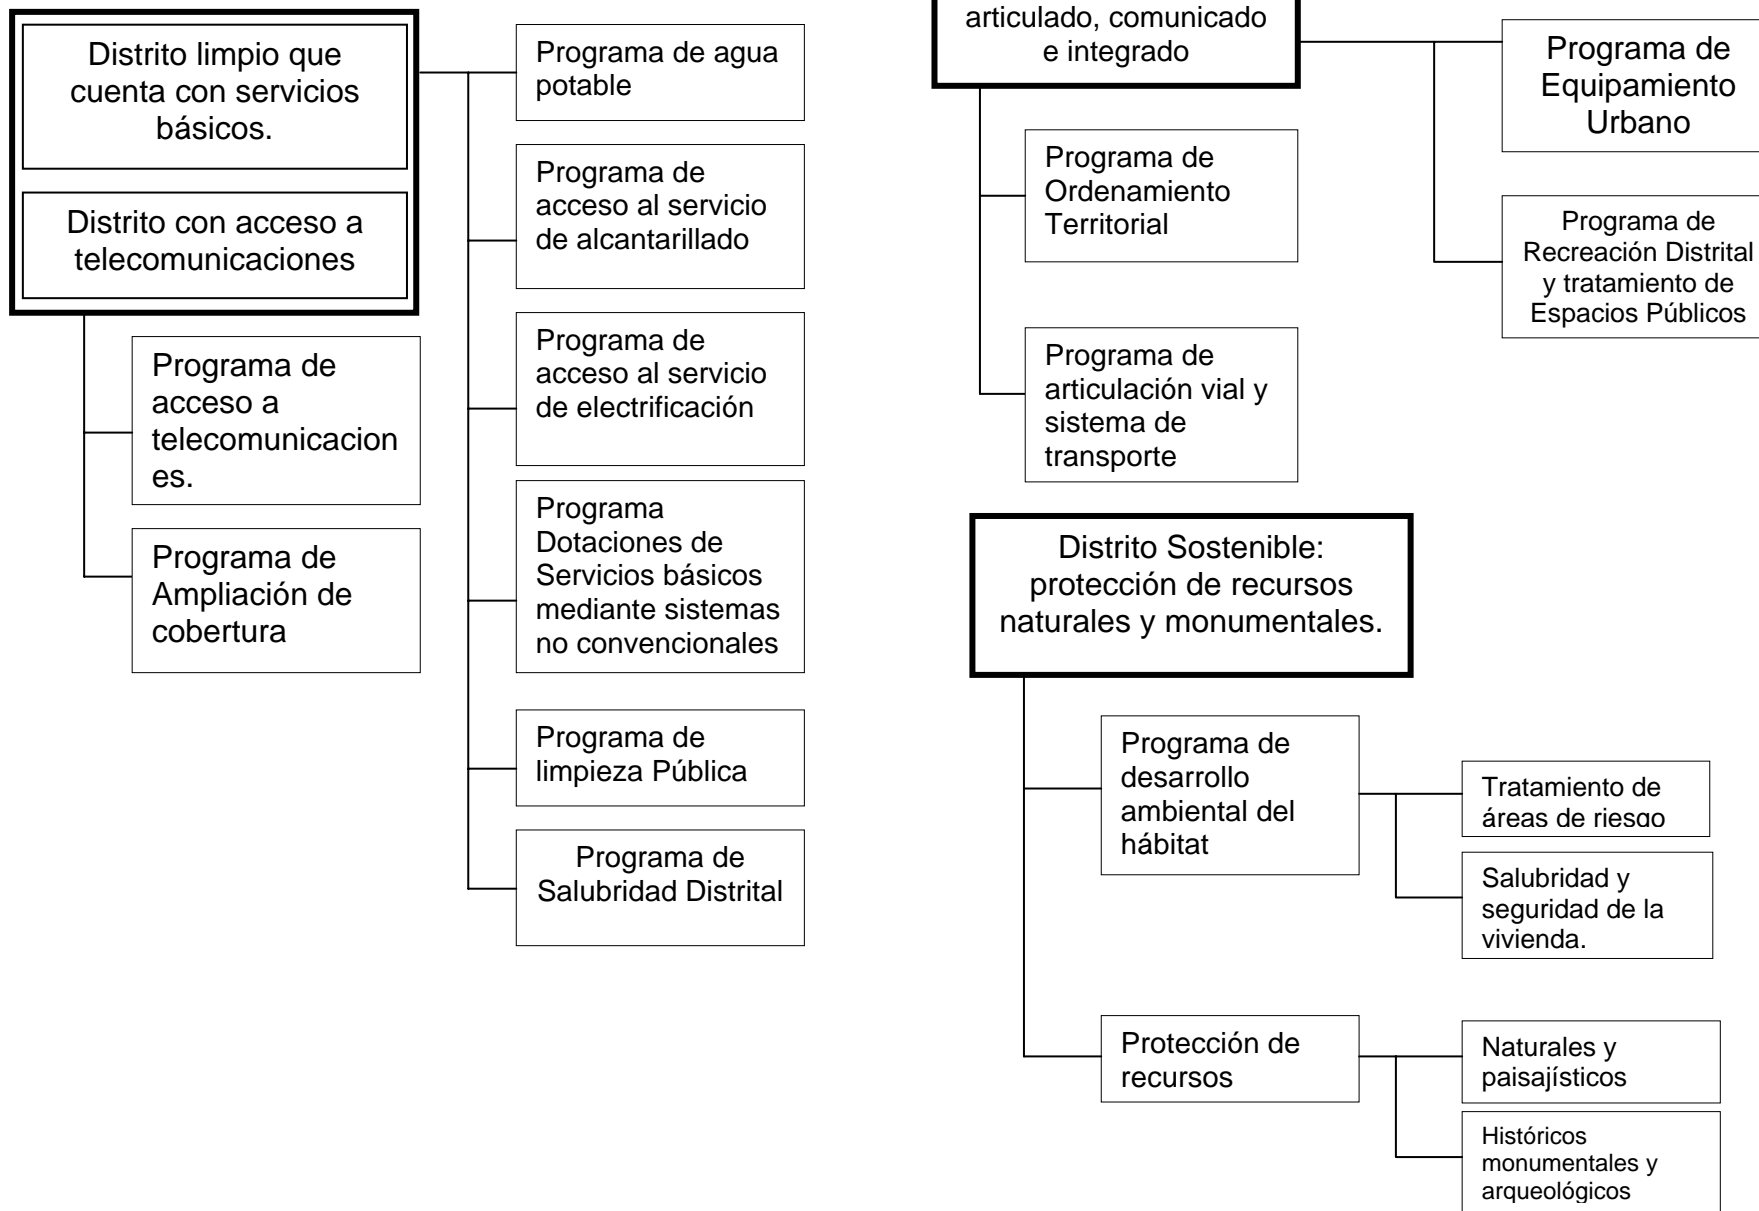 Distrito limpio que
cuenta con servicios
básicos.
Distrito con acceso a
telecomunicaciones
Programa de
acceso a
telecomunicacion
es.
Programa de
Ampliación de
cobertura
Programa de agua
potable
Programa de
acceso al servicio
de alcantarillado
Programa de
acceso al servicio
de electrificación
Programa
Dotaciones de
Servicios básicos
mediante sistemas
no convencionales
Programa de
limpieza Pública
Programa de
Salubridad Distrital
articulado, comunicado
e integrado
Programa de
Ordenamiento
Territorial
Programa de
articulación vial y
sistema de
transporte
Programa de
Equipamiento
Urbano
Programa de
Recreación Distrital
y tratamiento de
Espacios Públicos
Distrito Sostenible:
protección de recursos
naturales y monumentales.
Programa de
desarrollo
ambiental del
hábitat
Tratamiento de
áreas de riesgo
Salubridad y
seguridad de la
vivienda.
Protección de
recursos
Naturales y
paisajísticos
Históricos
monumentales y
arqueológicos